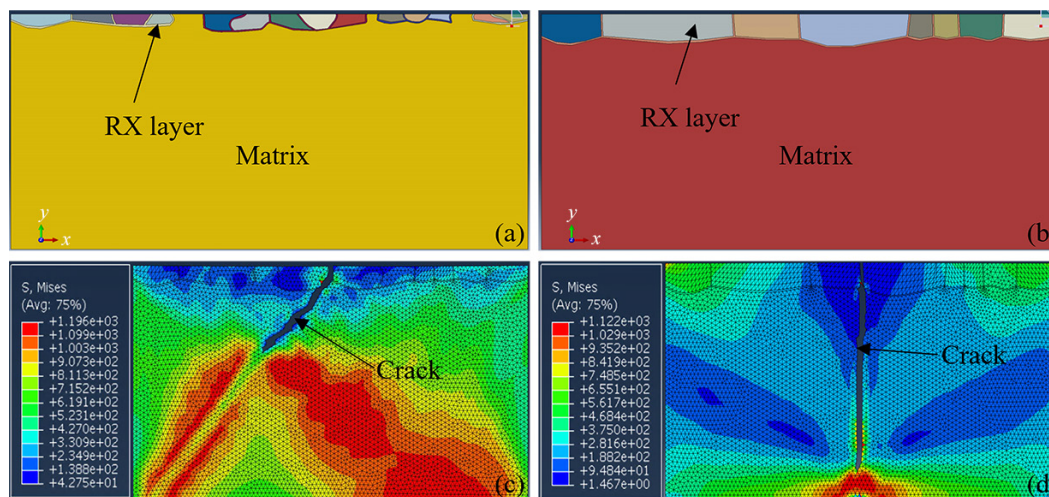 RX layer
Matrix
y
x
(a)
RX layer
Matrix
y
x
(b)
S, Mises
(Avg: 75%)
+1.196e+03
+1.099e+03
+1.003e+03
+9.073e+02
+8.113e+02
+7.152e+02
+6.191e+02
+5.231e+02
+4.270e+02
+3.309e+02
+2.349e+02
+1.388e+02
+4.275e+01
Crack
(c)
S, Mises
(Avg: 75%)
+1.122e+03
+1.029e+03
+9.352e+02
+8.419e+02
+7.485e+02
+6.551e+02
+5.617e+02
+4.684e+02
+3.750e+02
+2.816e+02
+1.882e+02
+9.484e+01
+1.467e+00
Crack
(d)